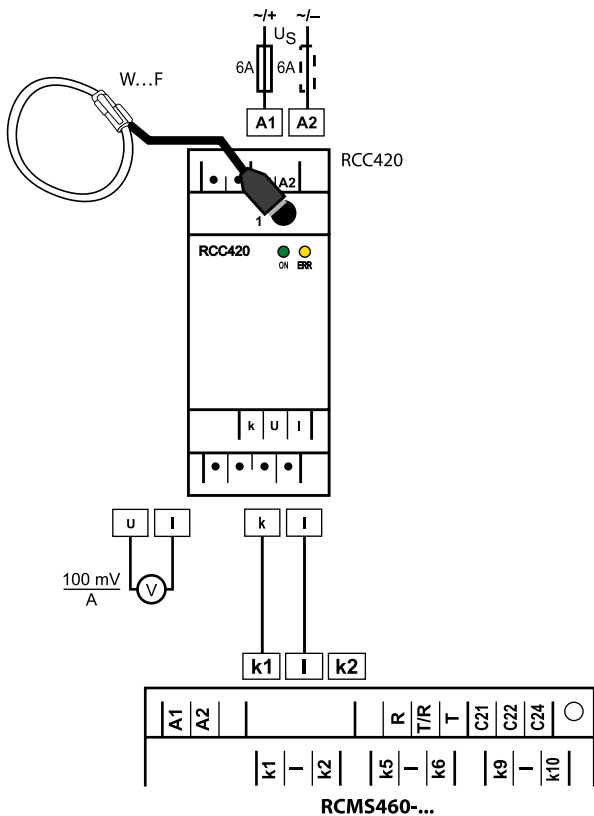 ~/+ ~/–
U_S
6A 6A
W...F
A1 A2
RCC420
A2
1
RCC420
ON ERR
k U l
U l k l
100 mV
A
V
k1 l k2
A1 A2 R T/R T C21 C22 C24
k1 l k2 k5 l k6 k9 l k10
RCMS460-...